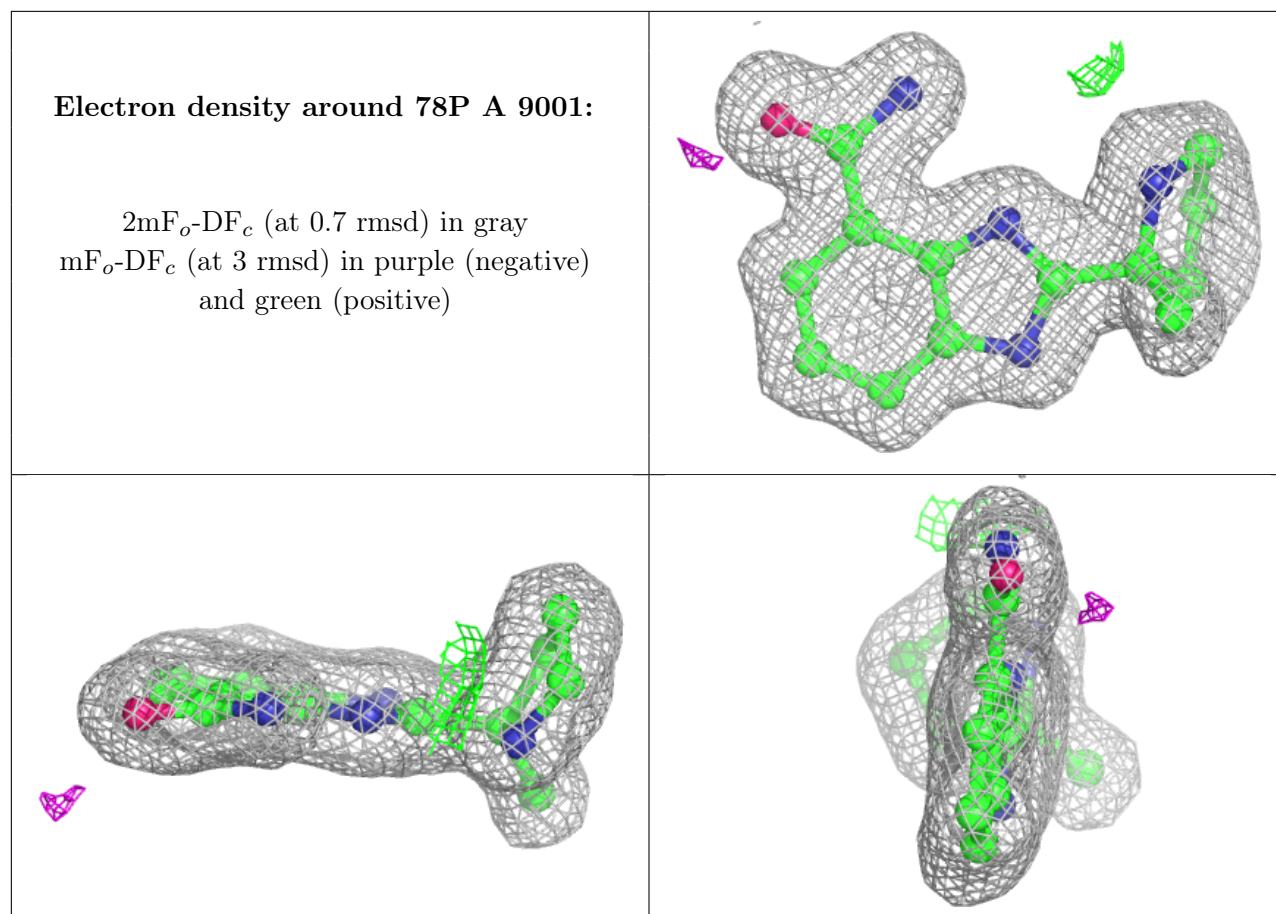 Electron density around 78P A 9001:
2mFo-DFc (at 0.7 rmsd) in gray
mFo-DFc (at 3 rmsd) in purple (negative)
and green (positive)